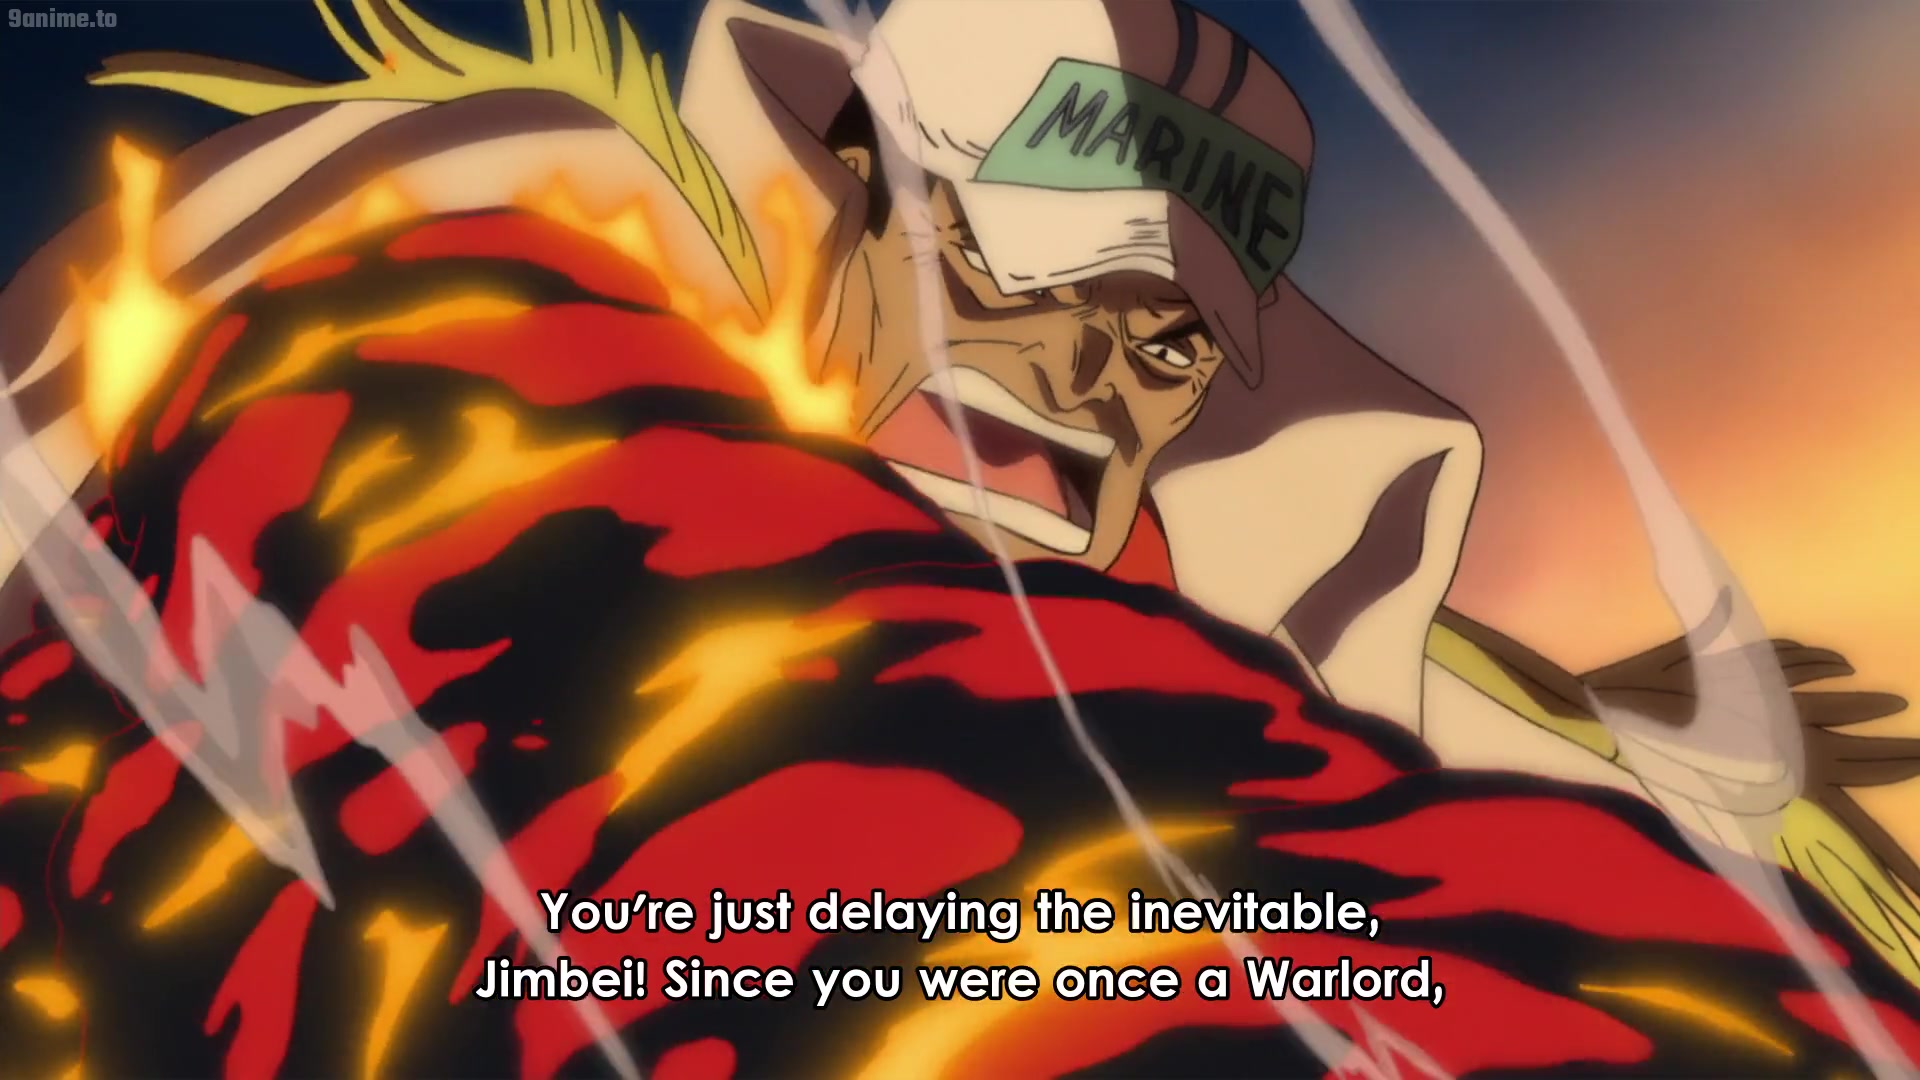 9anime.to
MARINE
You're just delaying the inevitable,
Jimbei! Since you were once a Warlord,